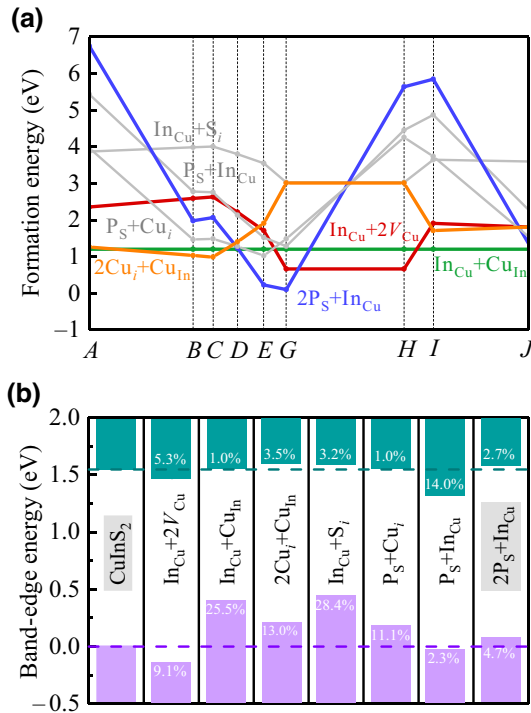 (a)
Formation energy (eV)
7
6
5
4
3
2
1
0
−1
In_Cu+S_i
P_S+In_Cu
P_S+Cu_i
2Cu_i+Cu_In
In_Cu+2V_Cu
2P_S+In_Cu
In_Cu+Cu_In
A B C D E G H I J
(b)
Band-edge energy (eV)
2.0
1.5
1.0
0.5
0.0
−0.5
5.3% 1.0% 3.5% 3.2% 1.0% 14.0% 2.7%
CuInS₂
In_Cu+2V_Cu
In_Cu+Cu_In
2Cu_i+Cu_In
In_Cu+S_i
P_S+Cu_i
P_S+In_Cu
2P_S+In_Cu
9.1% 25.5% 13.0% 28.4% 11.1% 2.3% 4.7%